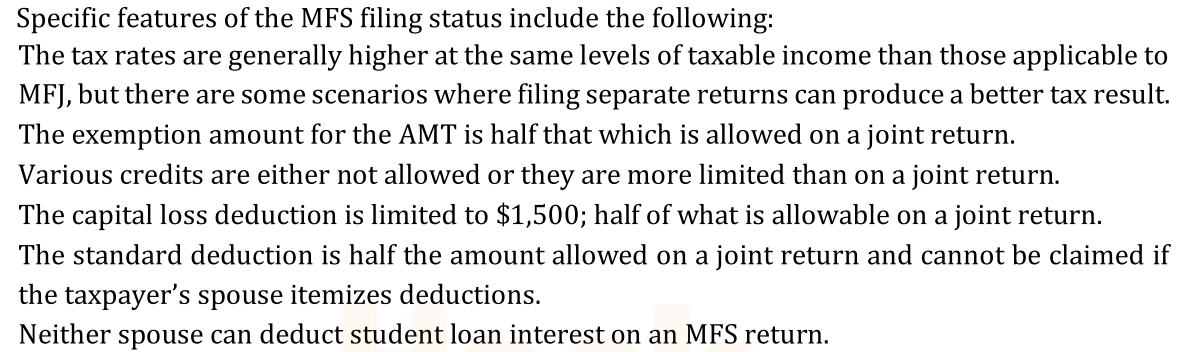 Specific features of the MFS filing status include the following:
The tax rates are generally higher at the same levels of taxable income than those applicable to
MFJ, but there are some scenarios where filing separate returns can produce a better tax result.
The exemption amount for the AMT is half that which is allowed on a joint return.
Various credits are either not allowed or they are more limited than on a joint return.
The capital loss deduction is limited to $1,500; half of what is allowable on a joint return.
The standard deduction is half the amount allowed on a joint return and cannot be claimed if
the taxpayer’s spouse itemizes deductions.
Neither spouse can deduct student loan interest on an MFS return.